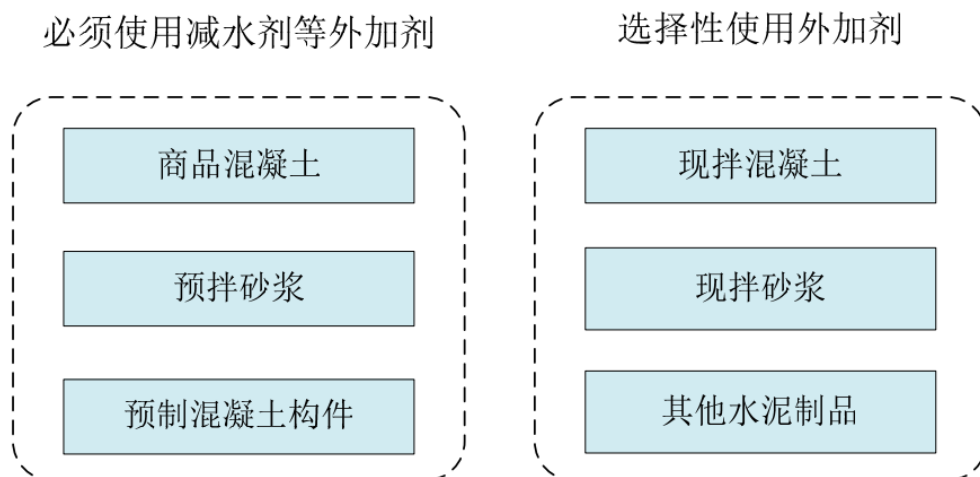 必须使用减水剂等外加剂
商品混凝土
预拌砂浆
预制混凝土构件
选择性使用外加剂
现拌混凝土
现拌砂浆
其他水泥制品